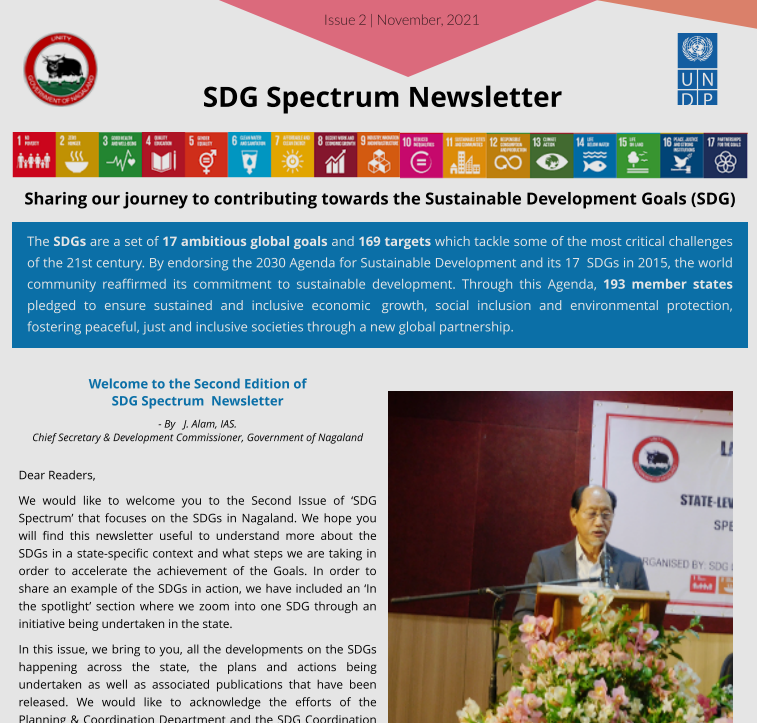 Issue 2 | November, 2021
UNITY
GOVERNMENT OF NAGALAND
U N
D P
SDG Spectrum Newsletter
1 NO POVERTY
2 ZERO HUNGER
3 GOOD HEALTH AND WELL-BEING
4 QUALITY EDUCATION
5 GENDER EQUALITY
6 CLEAN WATER AND SANITATION
7 AFFORDABLE AND CLEAN ENERGY
8 DECENT WORK AND ECONOMIC GROWTH
9 INDUSTRY, INNOVATION AND INFRASTRUCTURE
10 REDUCED INEQUALITIES
11 SUSTAINABLE CITIES AND COMMUNITIES
12 RESPONSIBLE CONSUMPTION AND PRODUCTION
13 CLIMATE ACTION
14 LIFE BELOW WATER
15 LIFE ON LAND
16 PEACE, JUSTICE AND STRONG INSTITUTIONS
17 PARTNERSHIPS FOR THE GOALS
Sharing our journey to contributing towards the Sustainable Development Goals (SDG)
The SDGs are a set of 17 ambitious global goals and 169 targets which tackle some of the most critical challenges
of the 21st century. By endorsing the 2030 Agenda for Sustainable Development and its 17 SDGs in 2015, the world
community reaffirmed its commitment to sustainable development. Through this Agenda, 193 member states
pledged to ensure sustained and inclusive economic growth, social inclusion and environmental protection,
fostering peaceful, just and inclusive societies through a new global partnership.
Welcome to the Second Edition of
SDG Spectrum Newsletter
- By J. Alam, IAS.
Chief Secretary & Development Commissioner, Government of Nagaland
Dear Readers,
We would like to welcome you to the Second Issue of ‘SDG
Spectrum’ that focuses on the SDGs in Nagaland. We hope you
will find this newsletter useful to understand more about the
SDGs in a state-specific context and what steps we are taking in
order to accelerate the achievement of the Goals. In order to
share an example of the SDGs in action, we have included an ‘In
the spotlight’ section where we zoom into one SDG through an
initiative being undertaken in the state.
In this issue, we bring to you, all the developments on the SDGs
happening across the state, the plans and actions being
undertaken as well as associated publications that have been
released. We would like to acknowledge the efforts of the
Planning & Coordination Department and the SDG Coordination
LA
STATE-LEV
SPE
ORGANISED BY: SDG